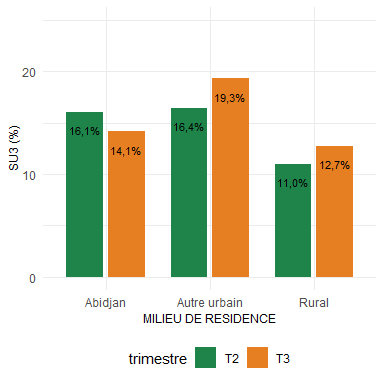 SU3 (%)
20
10
0
16,1%
14,1%
16,4%
19,3%
11,0%
12,7%
Abidjan
Autre urbain
Rural
MILIEU DE RESIDENCE
trimestre T2 T3